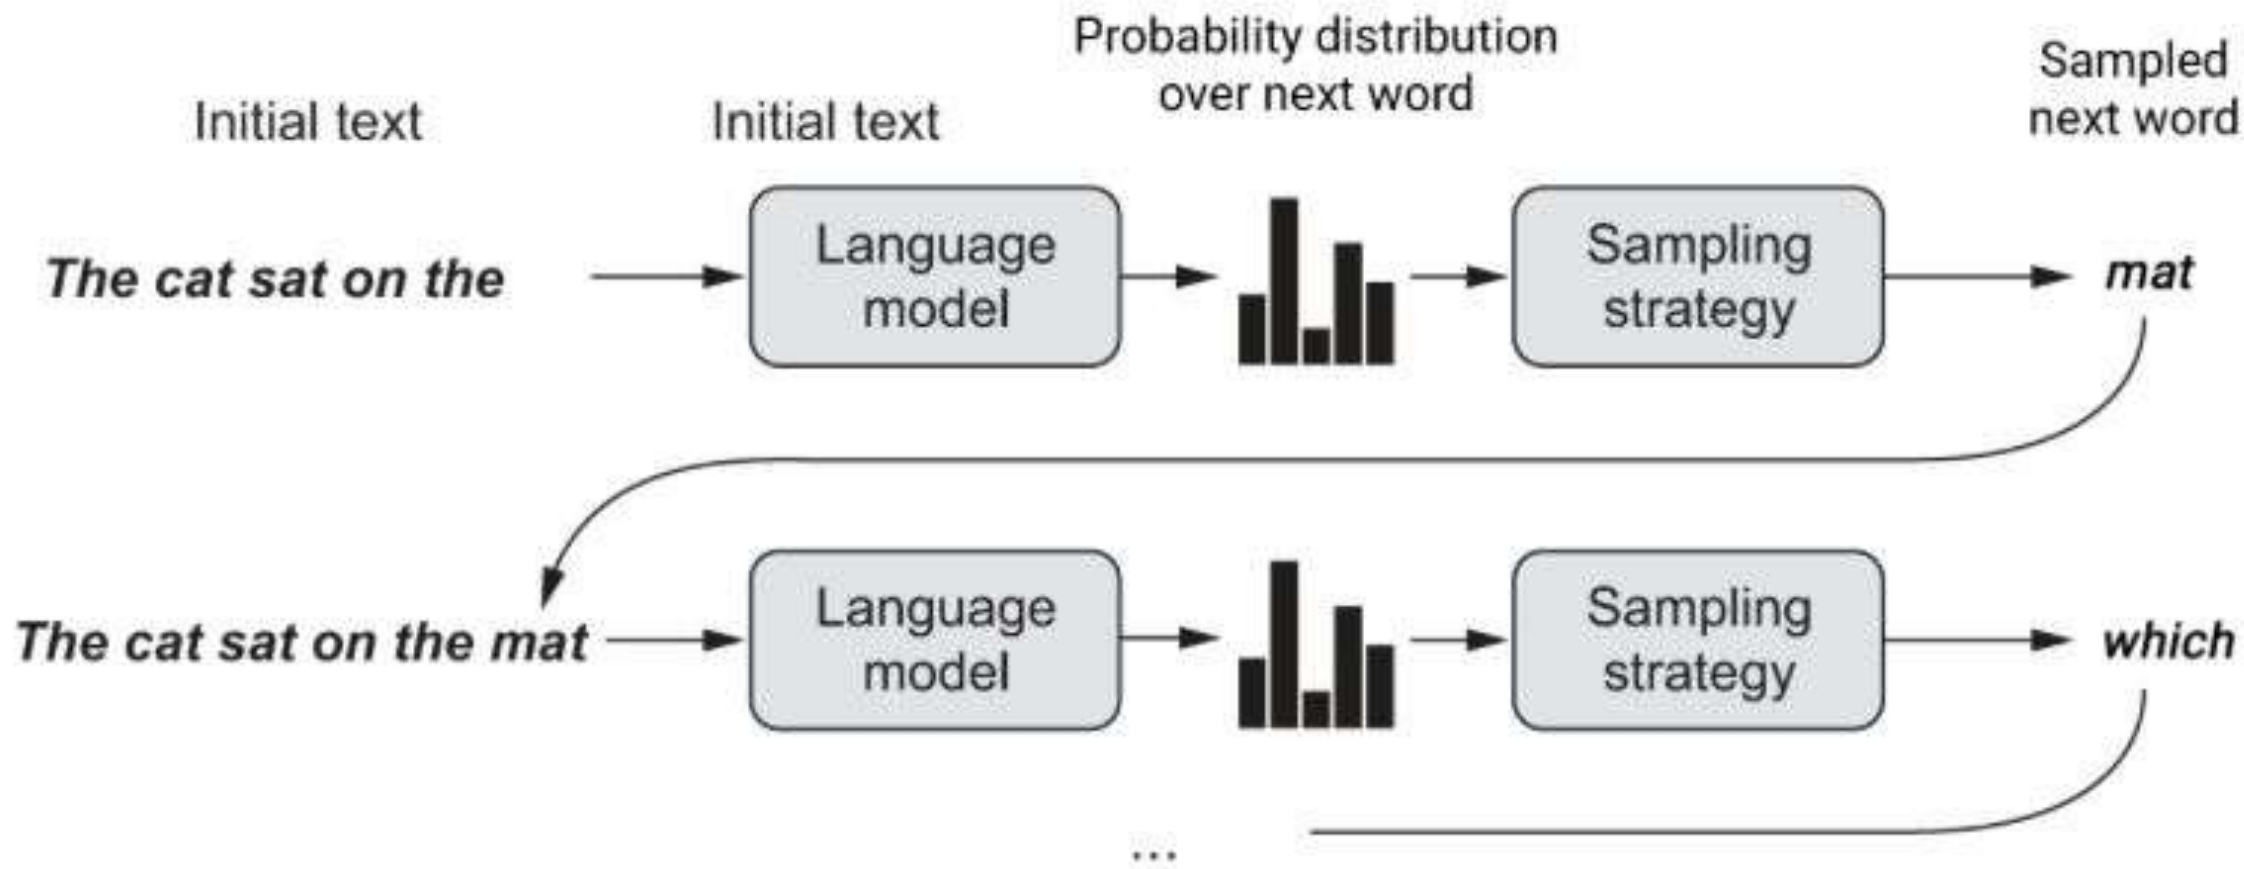 Probability distribution
over next word
Sampled
next word
Initial text
Initial text
The cat sat on the
Language
model
Sampling
strategy
mat
The cat sat on the mat
Language
model
Sampling
strategy
which
...